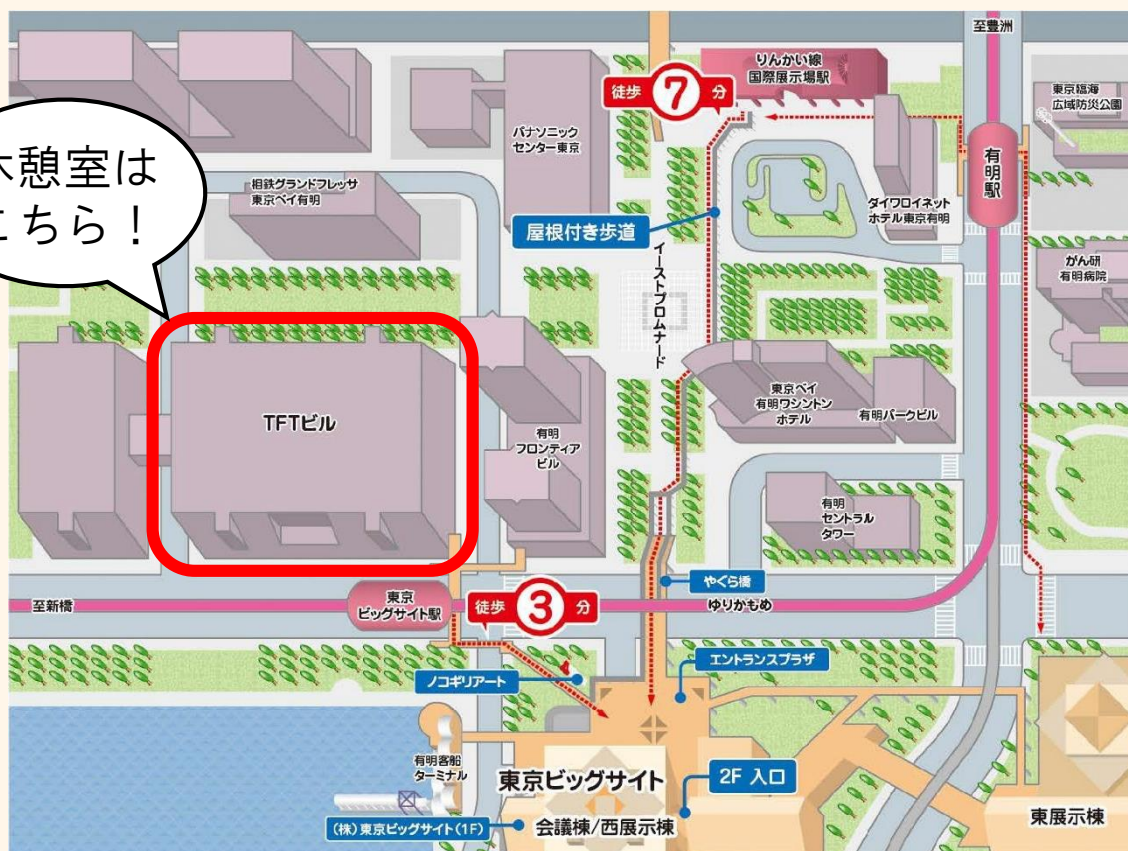 至豊洲
りんかい線
国際展示場駅
徒歩 7 分
東京臨海
広域防災公園
パナソニック
センター東京
有明駅
休憩室は
こちら！
相鉄グランドフレッサ
東京ベイ有明
ダイワロイネット
ホテル東京有明
屋根付き歩道
イーストプロムナード
がん研
有明病院
TFTビル
東京ベイ
有明ワシントン
ホテル
有明パークビル
有明
フロンティア
ビル
有明
セントラル
タワー
やぐら橋
至新橋
東京
ビッグサイト駅
徒歩 3 分
ゆりかもめ
エントランスプラザ
ノコギリアート
有明客船
ターミナル
東京ビッグサイト
2F 入口
(株)東京ビッグサイト(1F)
会議棟/西展示棟
東展示棟